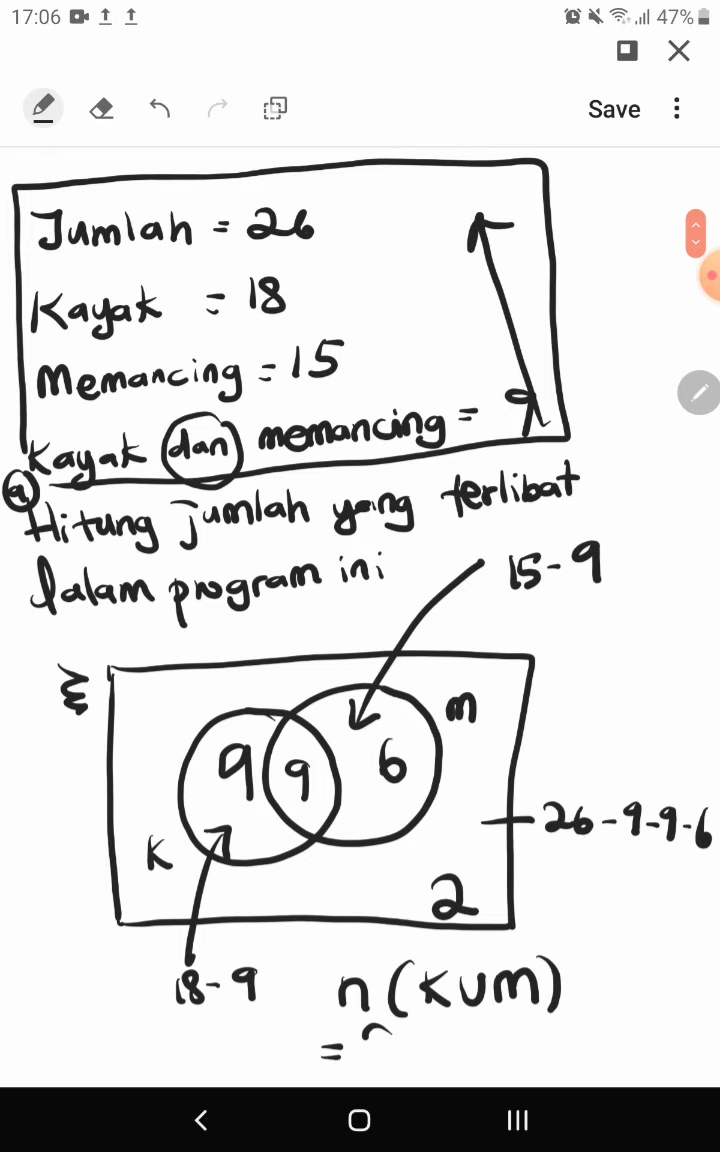 17:06 47%
Save
Jumlah = 26
Kayak = 18
Memancing = 15
Kayak dan memancing = 9
a
Hitung jumlah yang terlibat
dalam program ini
15-9
ξ
m
9 9 6
26-9-9-6
K
2
18-9
n(KUM)
=